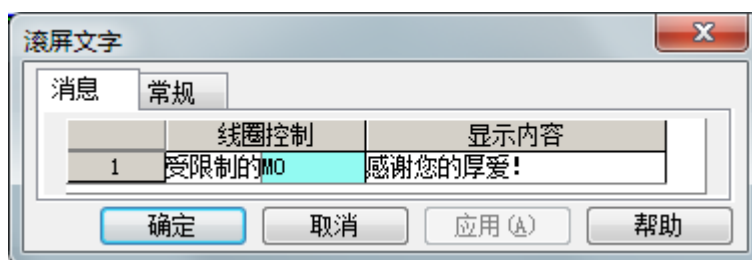 滚屏文字
消息 常规
线圈控制 显示内容
1 受限制的M0 感谢您的厚爱!
确定 取消 应用(A) 帮助